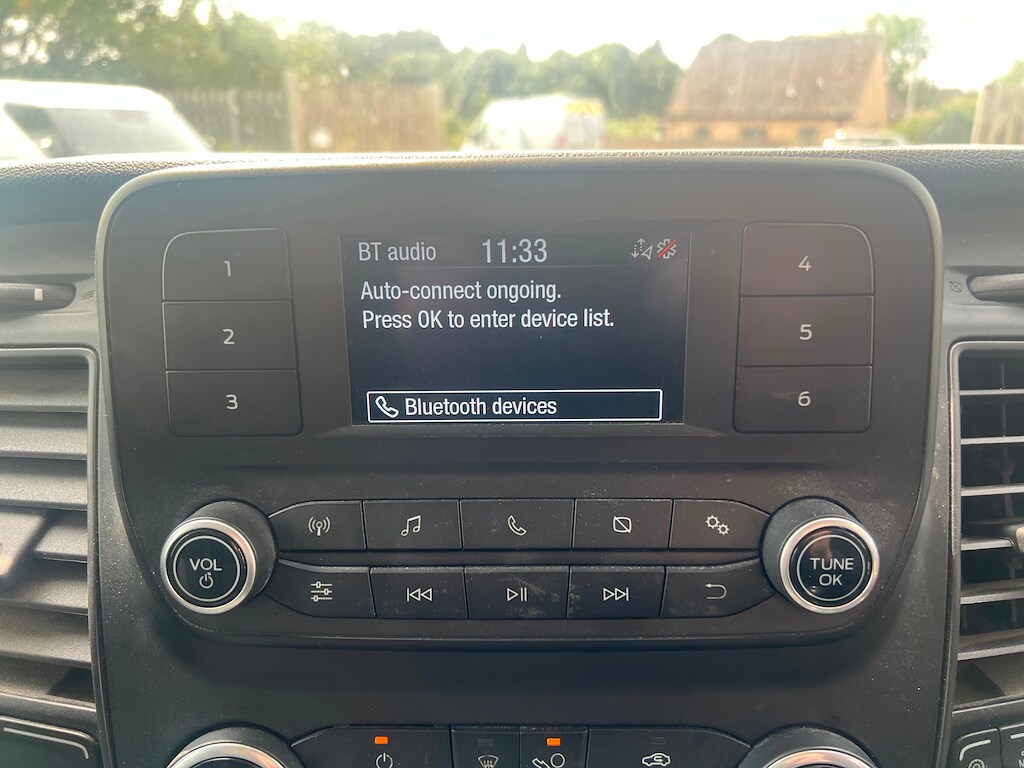 BT audio 11:33
Auto-connect ongoing.
Press OK to enter device list.
Bluetooth devices
1
2
3
4
5
6
VOL
TUNE
OK